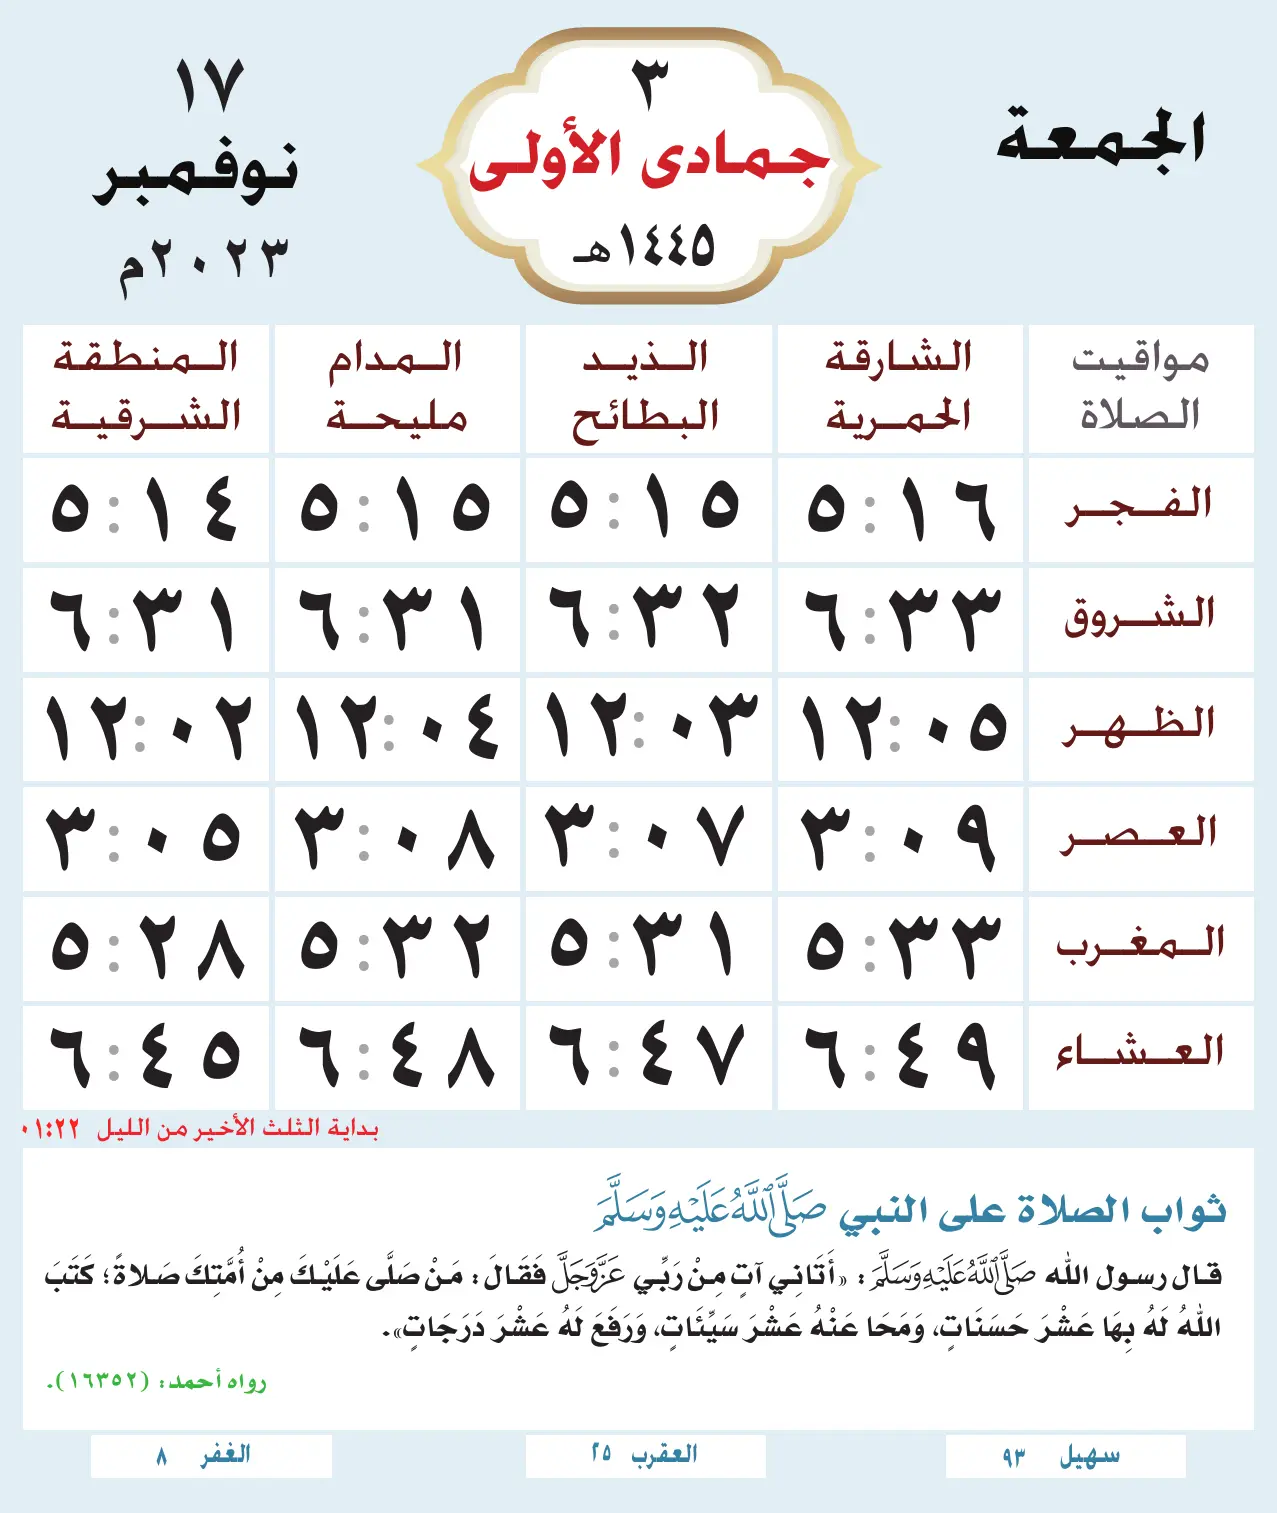 الجمعة
٣
جمادى الأولى
١٤٤٥هـ
١٧
نوفمبر
٢٠٢٣م
مواقيت الصلاة	الشارقة الحمرية	الذيد البطائح	المدام مليحة	المنطقة الشرقية
الفجر	٥:١٦	٥:١٥	٥:١٥	٥:١٤
الشروق	٦:٣٣	٦:٣٢	٦:٣١	٦:٣١
الظهر	١٢:٠٥	١٢:٠٣	١٢:٠٤	١٢:٠٢
العصر	٣:٠٩	٣:٠٧	٣:٠٨	٣:٠٥
المغرب	٥:٣٣	٥:٣١	٥:٣٢	٥:٢٨
العشاء	٦:٤٩	٦:٤٧	٦:٤٨	٦:٤٥
بداية الثلث الأخير من الليل ٠١:٢٢
ثواب الصلاة على النبي صَلَّى اللَّهُ عَلَيْهِ وَسَلَّمَ
قال رسول الله صَلَّى اللَّهُ عَلَيْهِ وَسَلَّمَ: «أَتَانِي آتٍ مِنْ رَبِّي عَزَّ وَجَلَّ فَقَالَ: مَنْ صَلَّى عَلَيْكَ مِنْ أُمَّتِكَ صَلاةً؛ كَتَبَ
اللهُ لَهُ بِهَا عَشْرَ حَسَنَاتٍ، وَمَحَا عَنْهُ عَشْرَ سَيِّئَاتٍ، وَرَفَعَ لَهُ عَشْرَ دَرَجَاتٍ».
رواه أحمد: (١٦٣٥٢).
سهيل ٩٣
العقرب ٢٥
الغفر ٨